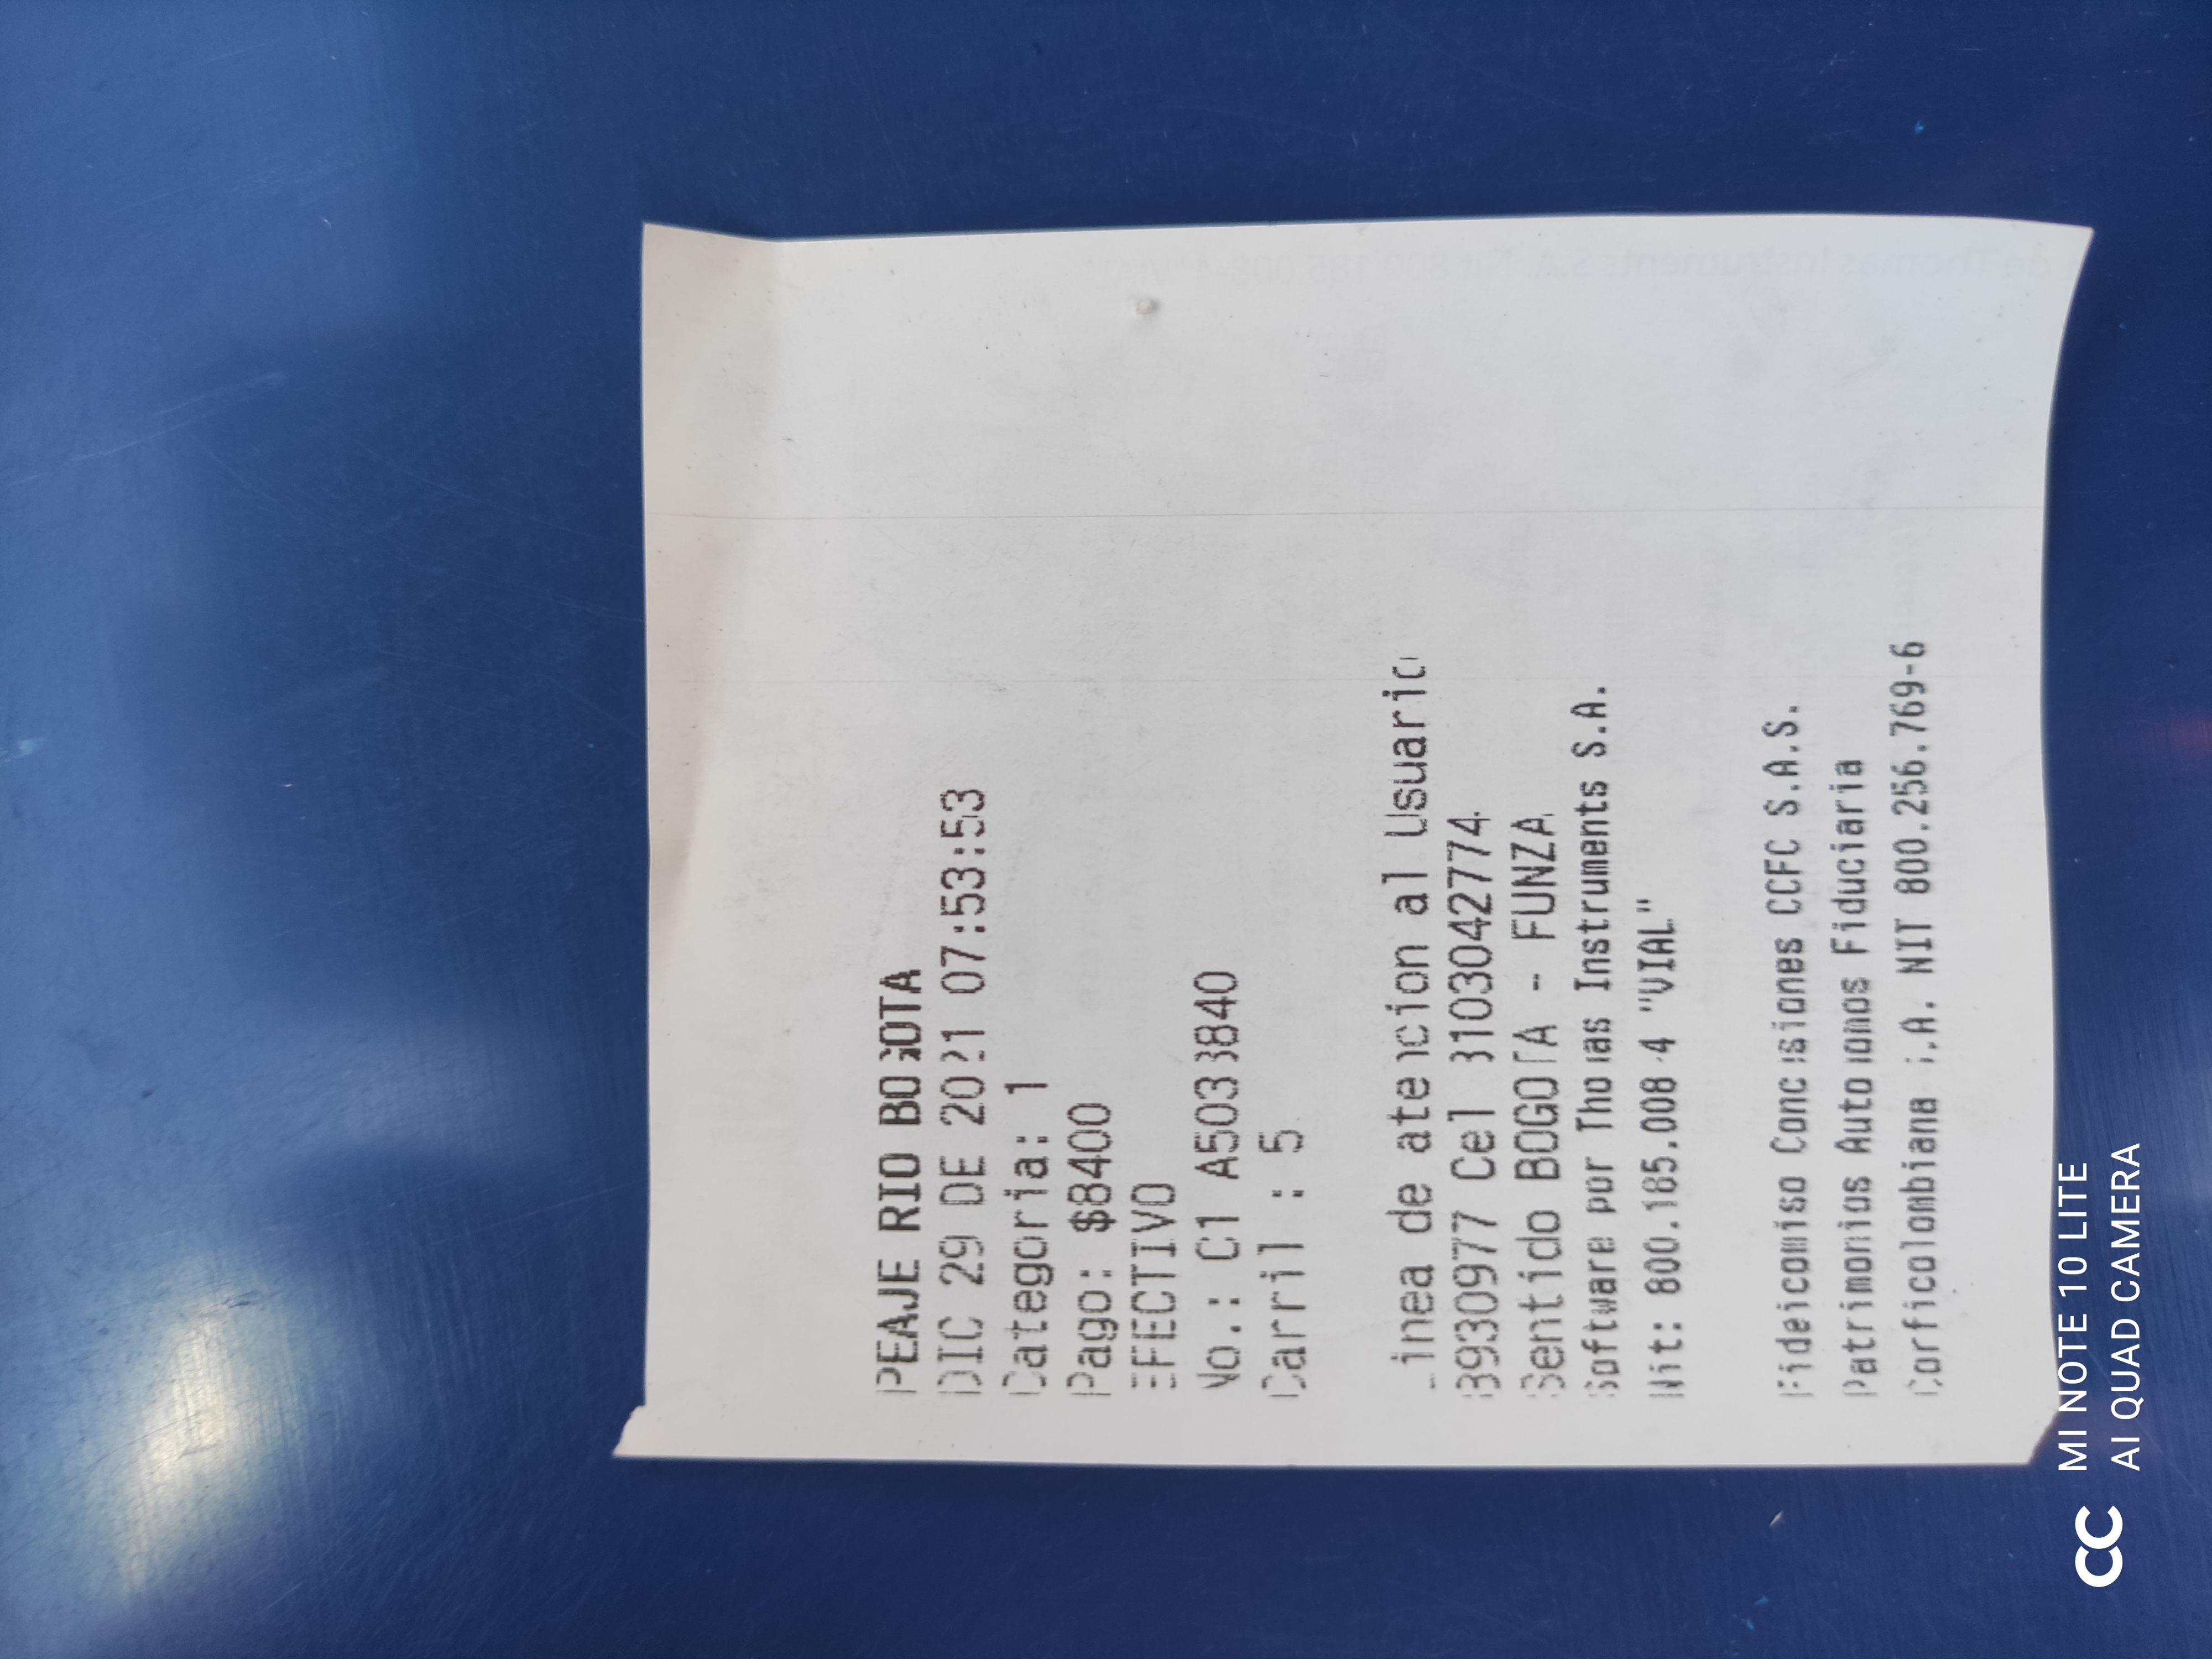 PEAJE RIO BOGOTA
DIC 29 DE 2021 07:53:53
Categoria: 1
Pago: $8400
EFECTIVO
No.: C1 A5033840
Carril : 5
Linea de atencion al Usuario
8930977 Cel 3103042774
Sentido BOGOTA - FUNZA
Software por Thomas Instruments S.A.
Nit: 800.185.008-4 "VIAL"
Fideicomiso Concesiones CCFC S.A.S.
Patrimonios Autonomos Fiduciaria
Corficolombiana S.A. NIT 800.256.769-6
MI NOTE 10 LITE
AI QUAD CAMERA